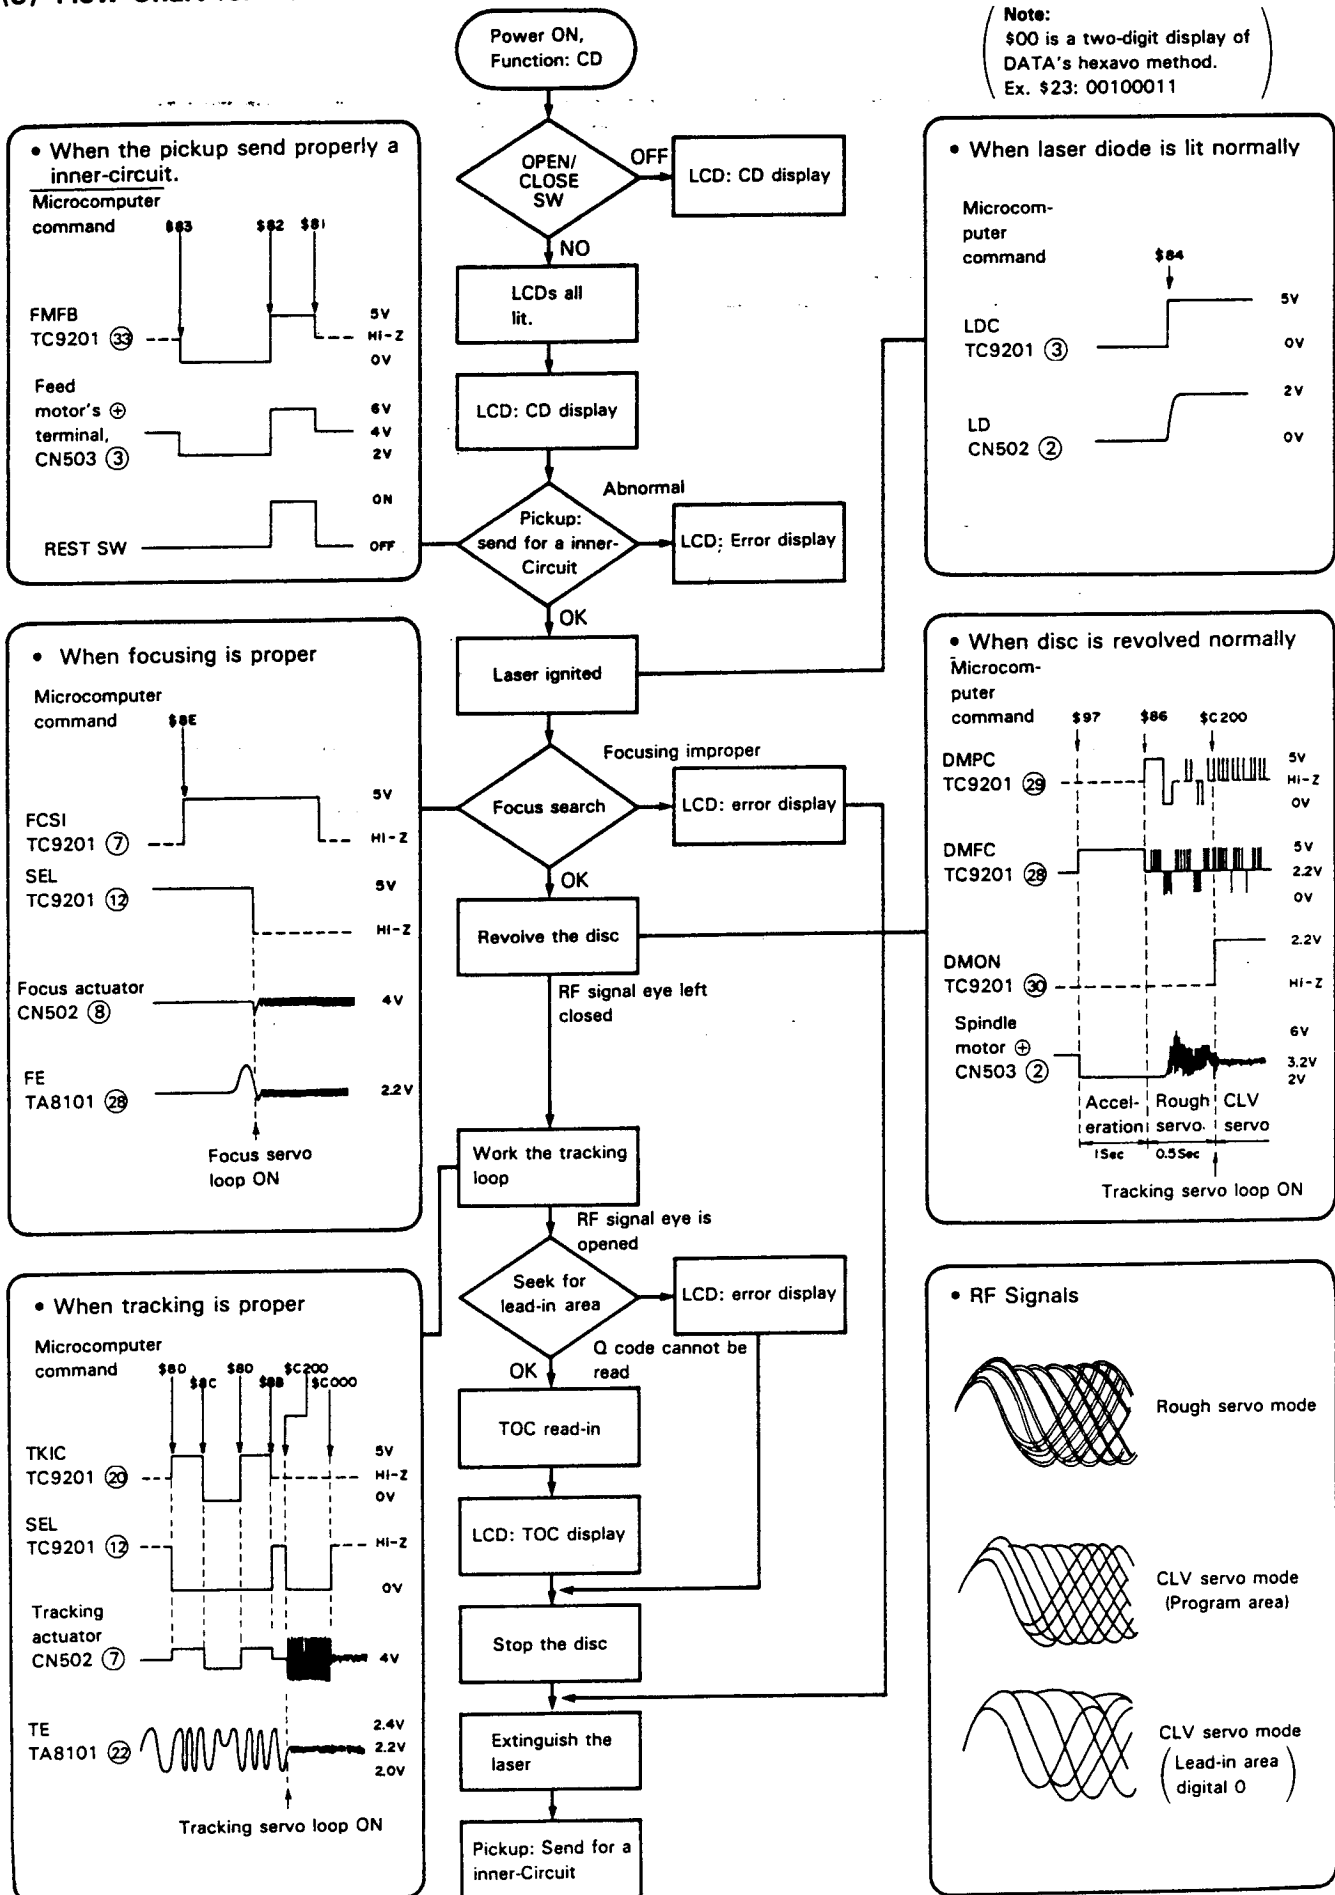 Power ON,
Function: CD
Note:
$00 is a two-digit display of
DATA's hexavo method.
Ex. $23: 00100011
OPEN/
CLOSE
SW
OFF
LCD: CD display
NO
LCDs all
lit.
LCD: CD display
Abnormal
Pickup:
send for a inner-
Circuit
LCD: Error display
OK
Laser ignited
Focusing improper
Focus search
LCD: error display
OK
Revolve the disc
RF signal eye left
closed
Work the tracking
loop
RF signal eye is
opened
Seek for
lead-in area
LCD: error display
Q code cannot be
read
OK
TOC read-in
LCD: TOC display
Stop the disc
Extinguish the
laser
Pickup: Send for a
inner-Circuit
• When the pickup send properly a
inner-circuit.
Microcomputer
command
$83 $82 $81
FMFB
TC9201 33
5V
Hi-Z
0V
Feed
motor's ⊕
terminal,
CN503 3
6V
4V
2V
REST SW
ON
OFF
• When focusing is proper
Microcomputer
command
$8E
FCSI
TC9201 7
5V
Hi-Z
SEL
TC9201 12
5V
Hi-Z
Focus actuator
CN502 8
4V
FE
TA8101 28
2.2V
Focus servo
loop ON
• When tracking is proper
Microcomputer
command
$8D $8C $8D $8B $C200 $C000
TKIC
TC9201 20
5V
Hi-Z
0V
SEL
TC9201 12
Hi-Z
0V
Tracking
actuator
CN502 7
4V
TE
TA8101 22
2.4V
2.2V
2.0V
Tracking servo loop ON
• When laser diode is lit normally
Microcom-
puter
command
$84
LDC
TC9201 3
5V
0V
LD
CN502 2
2V
0V
• When disc is revolved normally
Microcom-
puter
command
$97 $86 $C200
DMPC
TC9201 29
5V
Hi-Z
0V
DMFC
TC9201 28
5V
2.2V
0V
DMON
TC9201 30
2.2V
Hi-Z
Spindle
motor ⊕
CN503 2
6V
3.2V
2V
Accel- Rough CLV
eration servo. servo
1Sec 0.5Sec
Tracking servo loop ON
• RF Signals
Rough servo mode
CLV servo mode
(Program area)
CLV servo mode
(Lead-in area
digital 0)